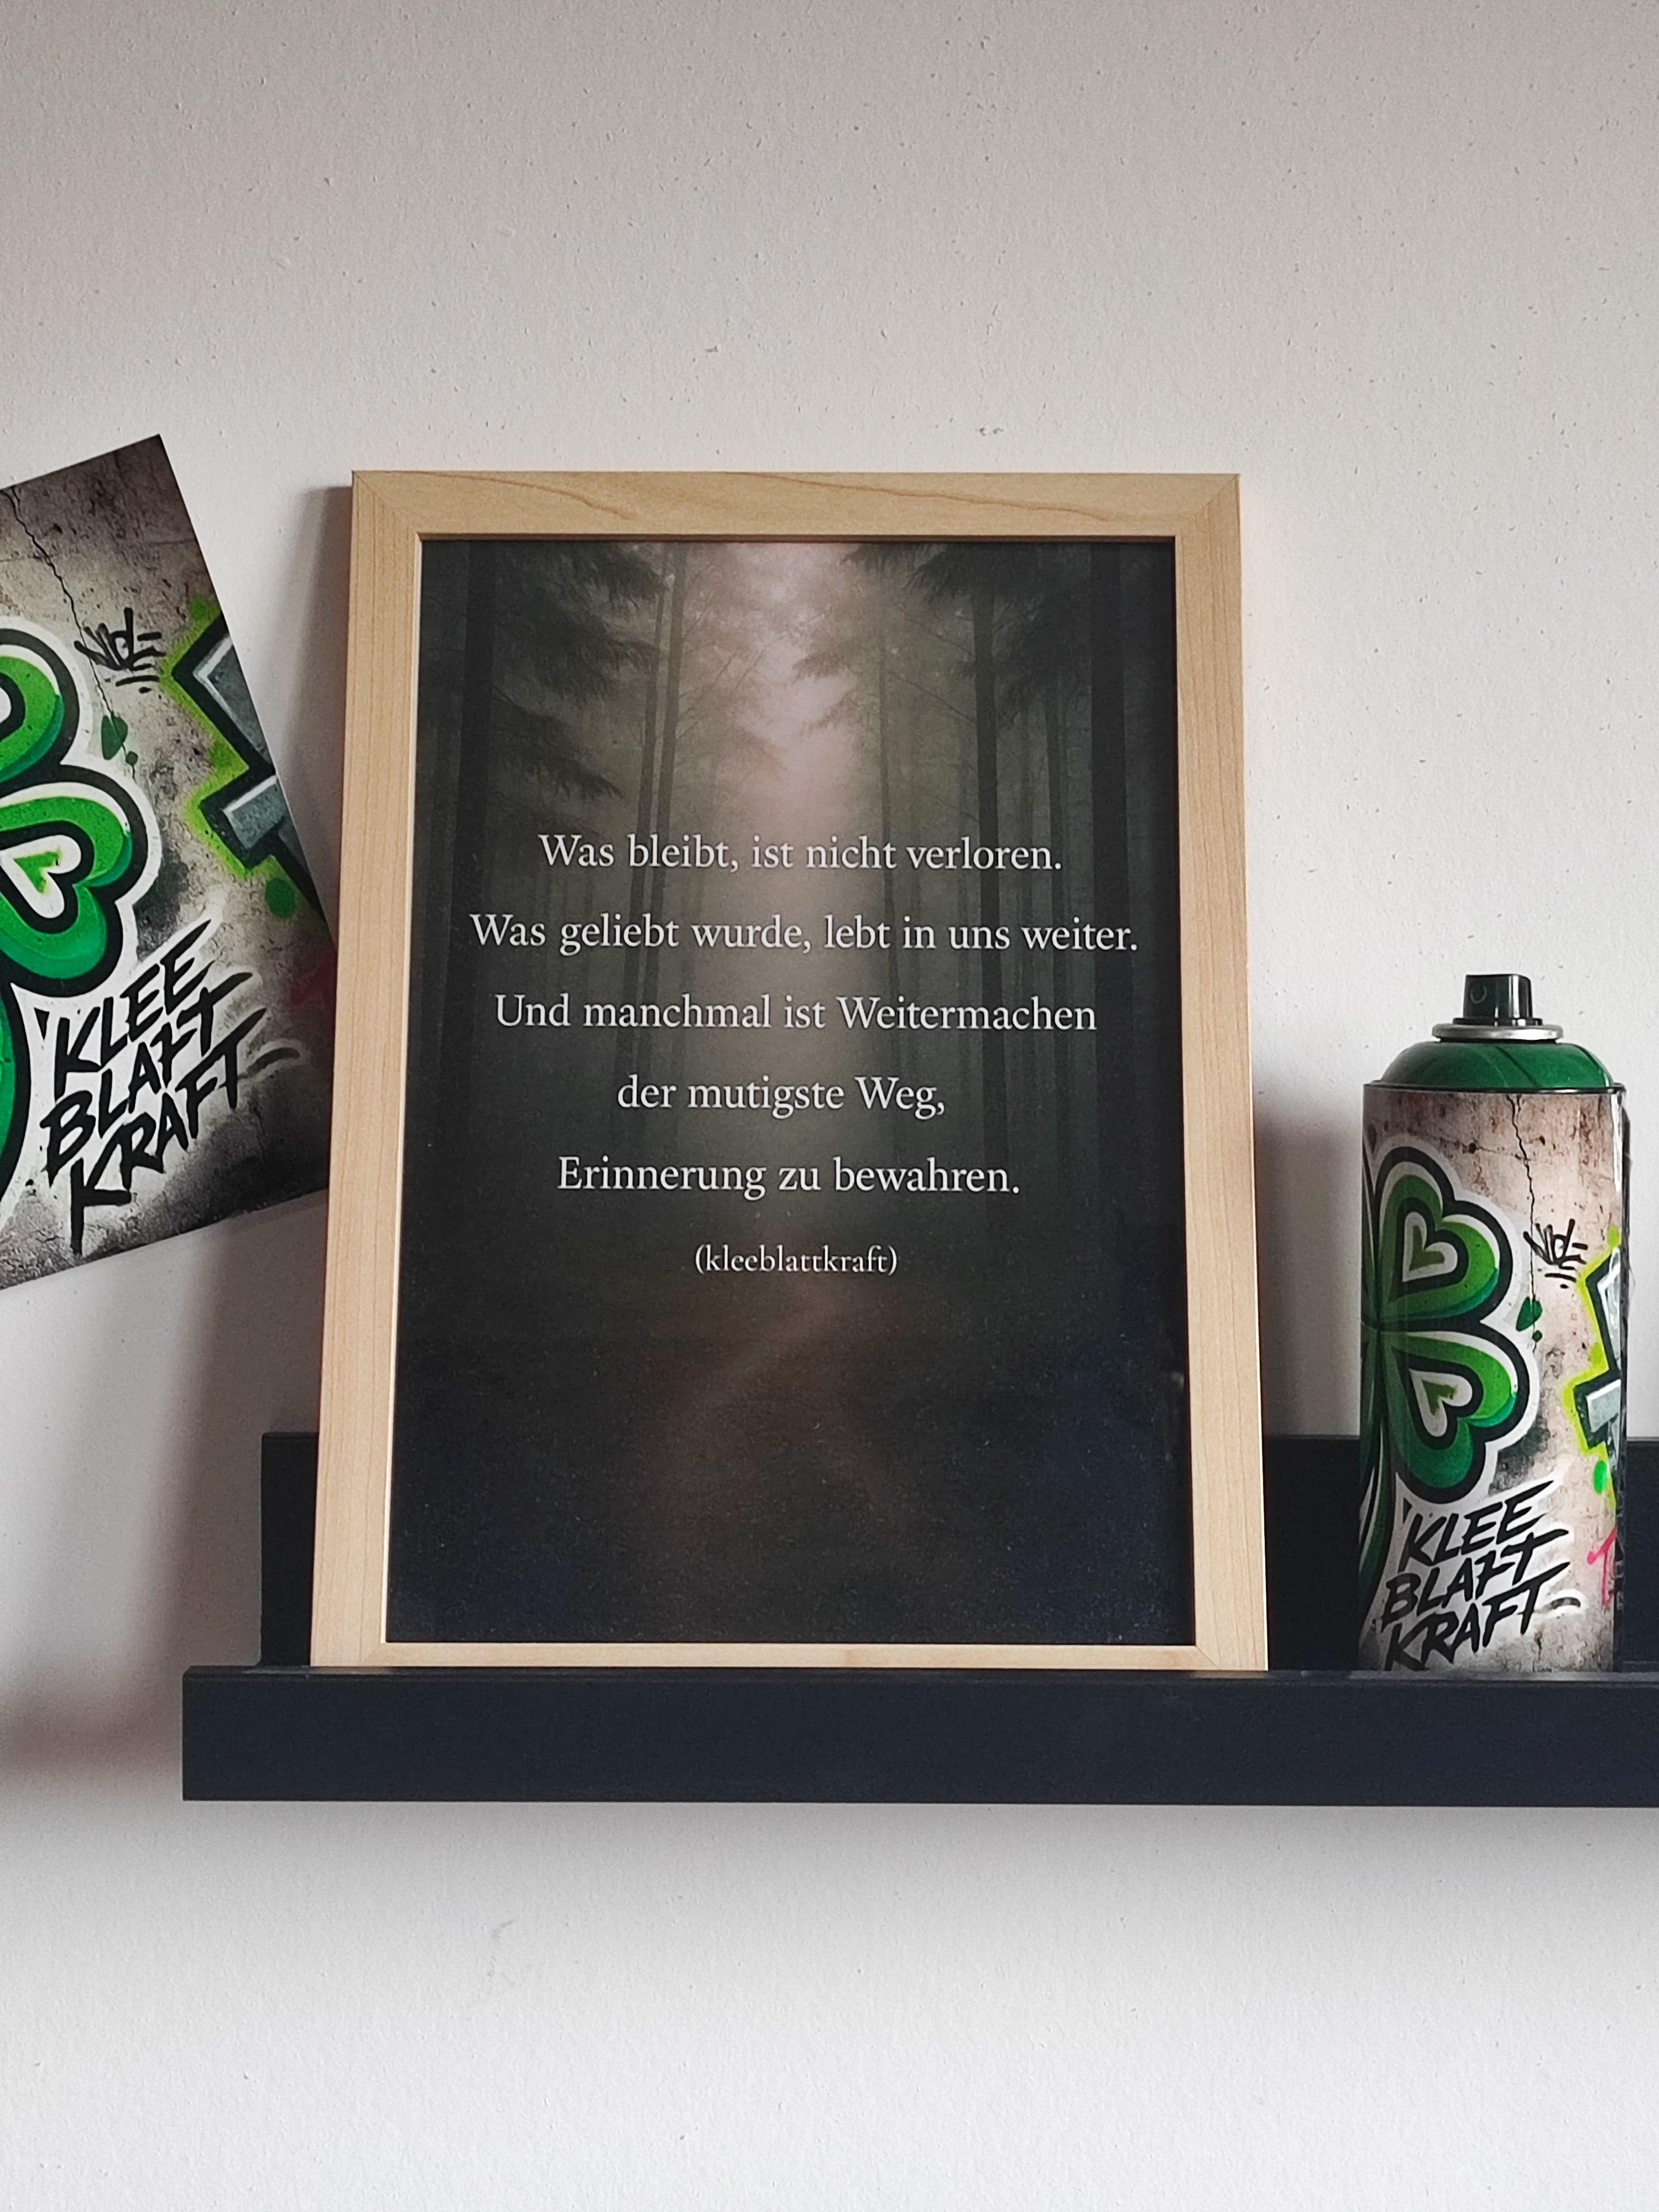 KLEE
BLATT
KRAFT
Was bleibt, ist nicht verloren.
Was geliebt wurde, lebt in uns weiter.
Und manchmal ist Weitermachen
der mutigste Weg,
Erinnerung zu bewahren.
(kleeblattkraft)
KLEE
BLATT
KRAFT